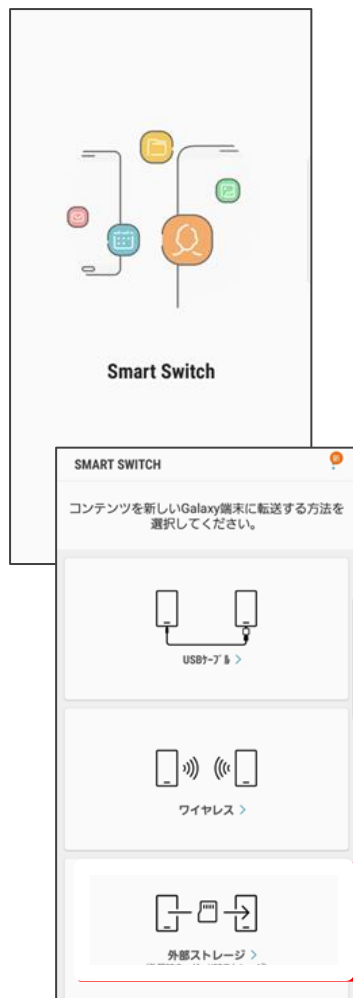 Smart Switch
SMART SWITCH
コンテンツを新しいGalaxy端末に転送する方法を
選択してください。
USBｹｰﾌﾞﾙ >
ワイヤレス >
外部ストレージ >